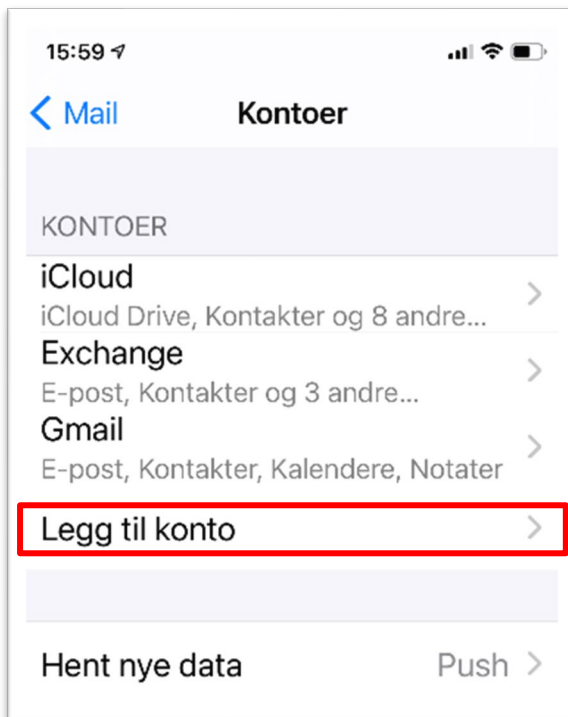 15:59
Mail Kontoer
KONTOER
iCloud
iCloud Drive, Kontakter og 8 andre...
Exchange
E-post, Kontakter og 3 andre...
Gmail
E-post, Kontakter, Kalendere, Notater
Legg til konto
Hent nye data Push